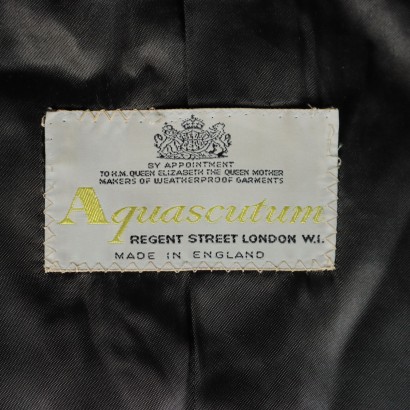 BY APPOINTMENT
TO H.M. QUEEN ELIZABETH THE QUEEN MOTHER
MAKERS OF WEATHERPROOF GARMENTS
Aquascutum
REGENT STREET LONDON W.I.
MADE IN ENGLAND